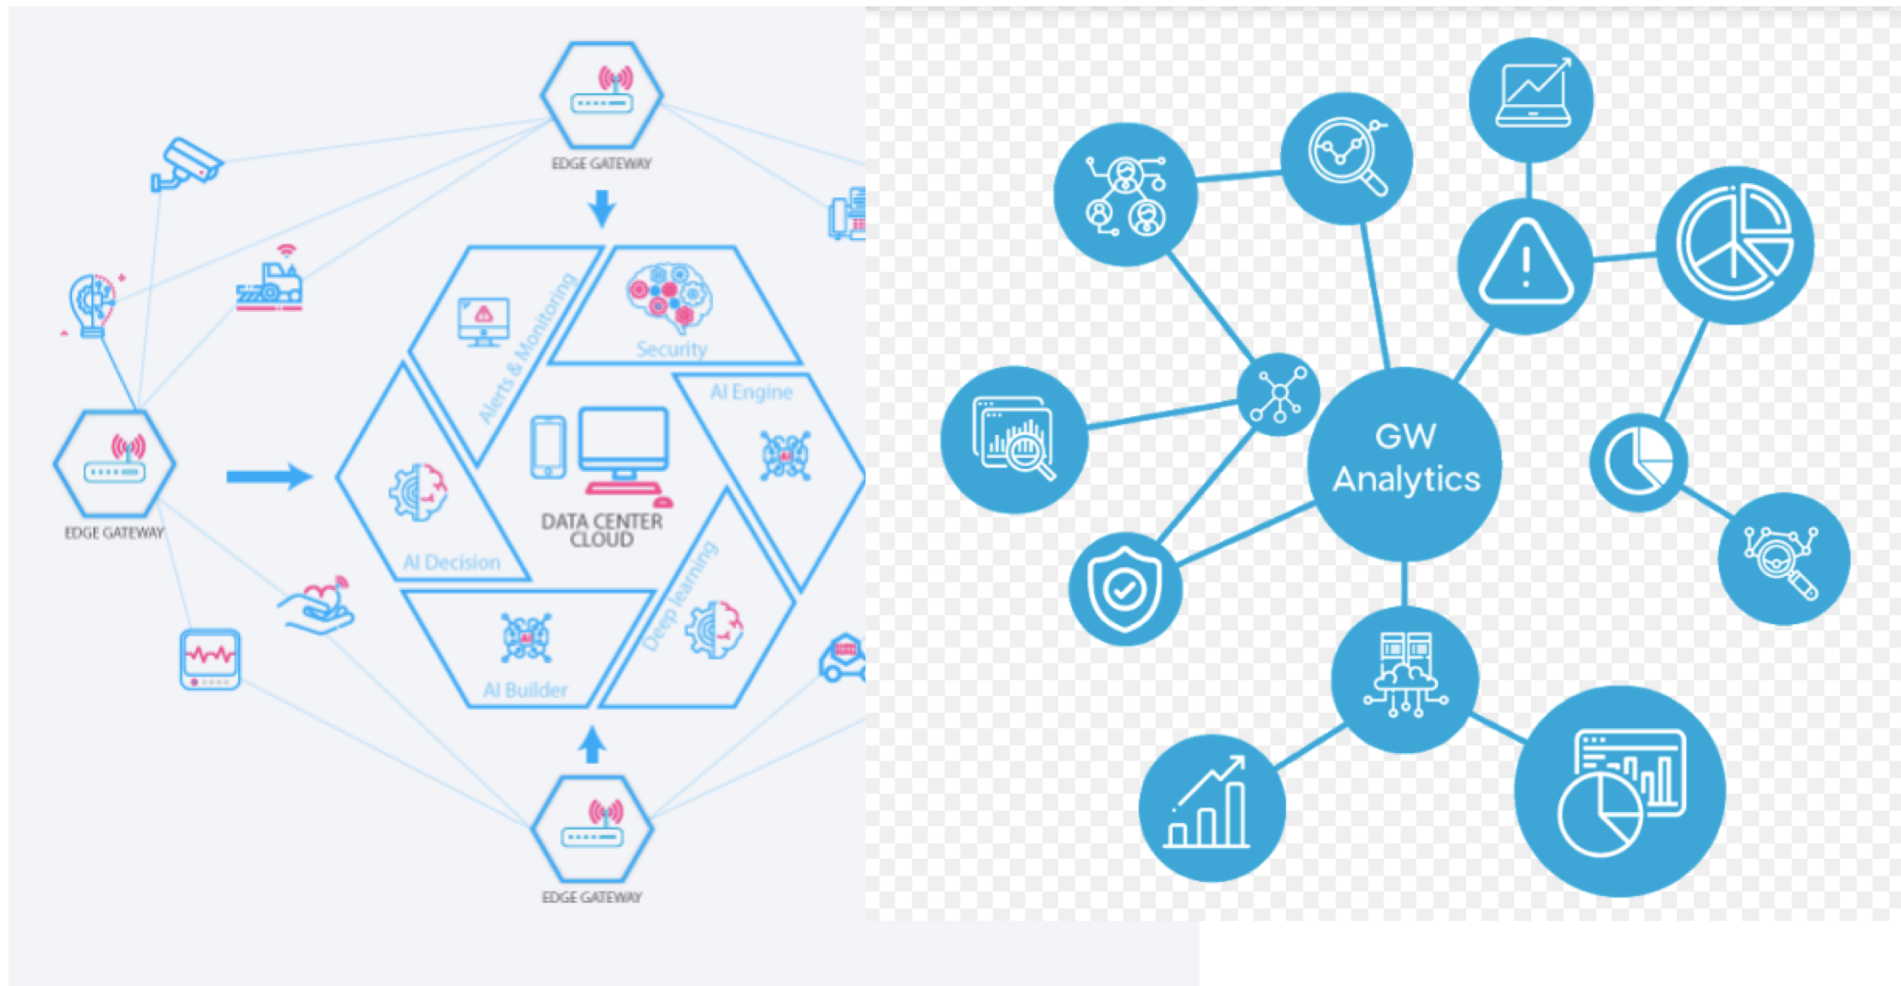 EDGE GATEWAY
Alerts & Monitoring
Security
AI Engine
EDGE GATEWAY
DATA CENTER
CLOUD
AI Decision
Deep learning
AI Builder
EDGE GATEWAY
GW
Analytics